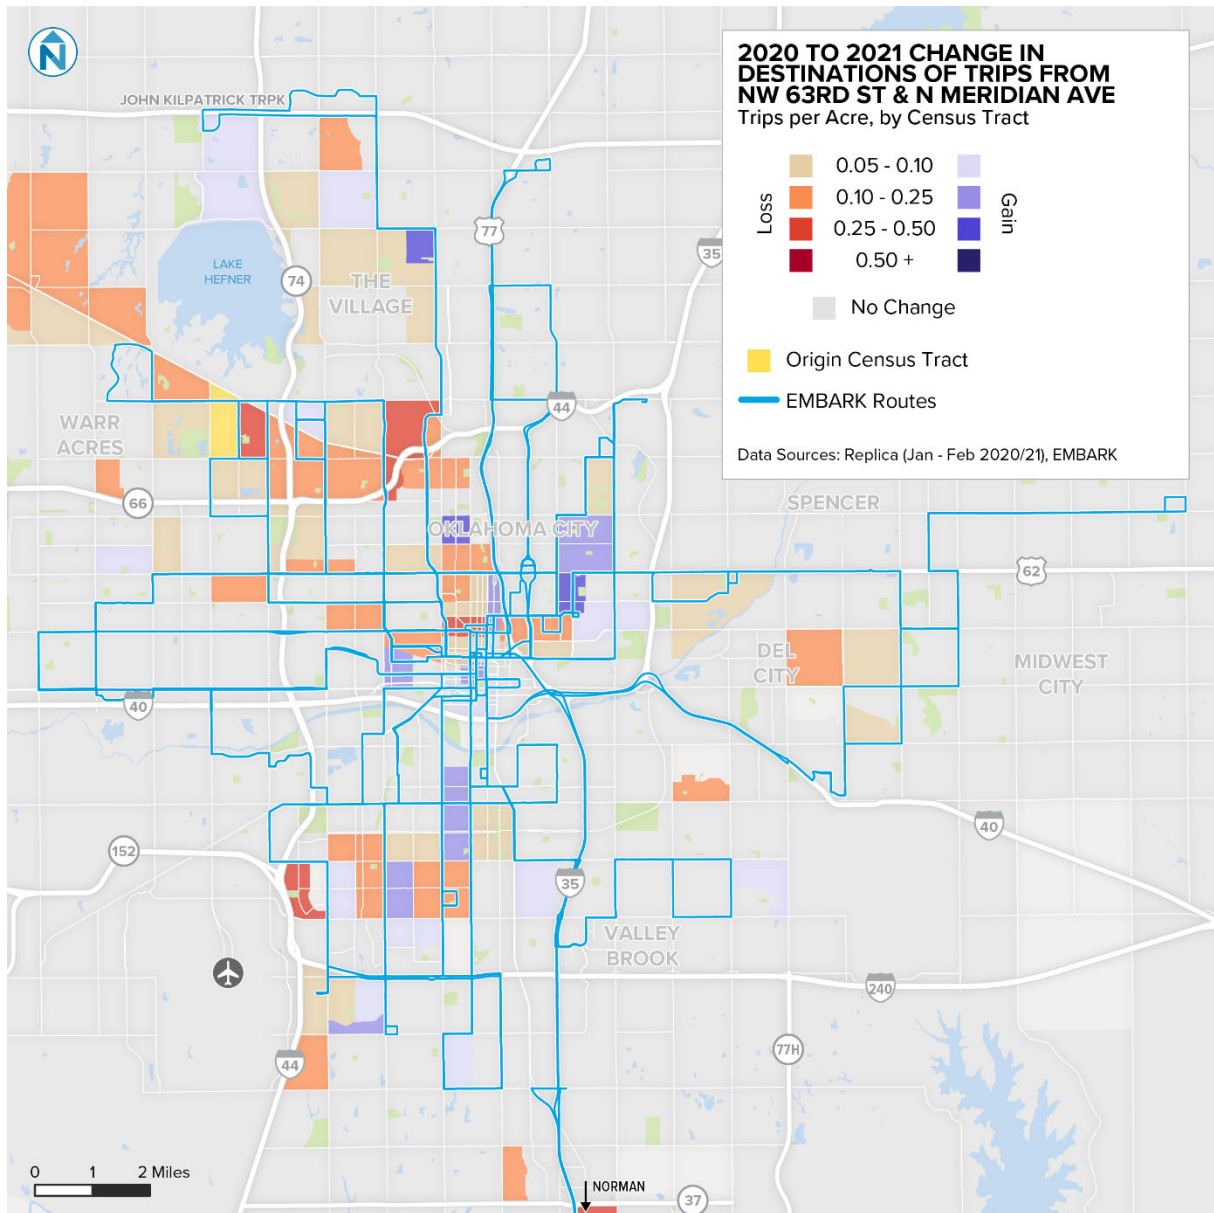 N
2020 TO 2021 CHANGE IN
DESTINATIONS OF TRIPS FROM
NW 63RD ST & N MERIDIAN AVE
Trips per Acre, by Census Tract
Loss
Gain
0.05 - 0.10
0.10 - 0.25
0.25 - 0.50
0.50 +
No Change
Origin Census Tract
EMBARK Routes
Data Sources: Replica (Jan - Feb 2020/21), EMBARK
JOHN KILPATRICK TRPK
77
35
LAKE
HEFNER
74
THE
VILLAGE
44
WARR
ACRES
66
OKLAHOMA CITY
SPENCER
62
DEL
CITY
MIDWEST
CITY
40
40
152
35
VALLEY
BROOK
240
77H
44
0 1 2 Miles
NORMAN
37